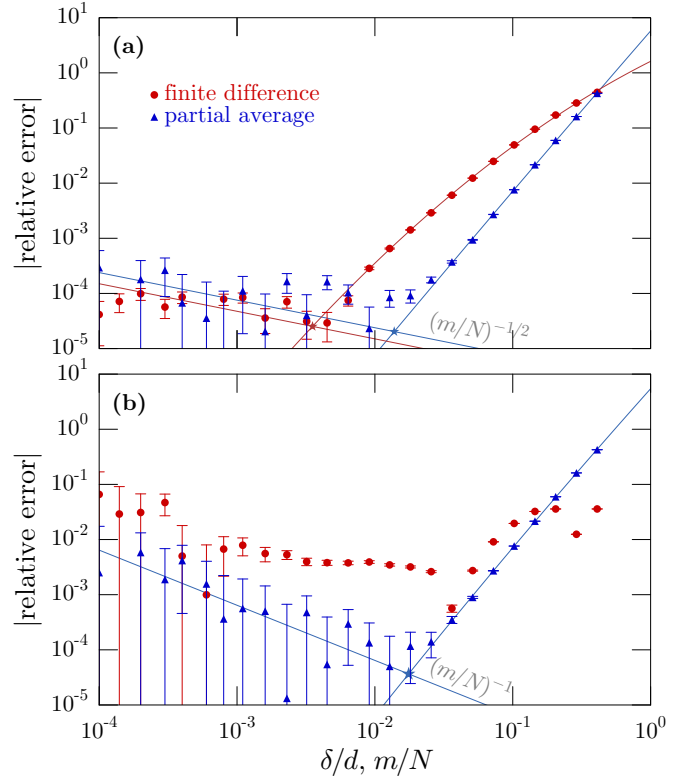 10^1
(a)
10^0
|relative error|
finite difference
partial average
10^-1
10^-2
10^-3
10^-4
(m/N)^-1/2
10^-5
10^1
(b)
10^0
|relative error|
10^-1
10^-2
10^-3
10^-4
(m/N)^-1
10^-5
10^-4 10^-3 10^-2 10^-1 10^0
δ/d, m/N